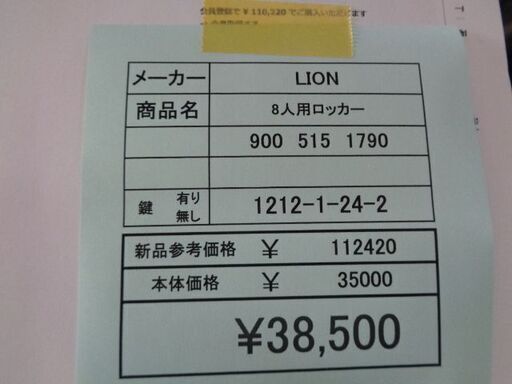 会員登録で ¥ 110,220 でご購入いただけます
メーカー LION
商品名 8人用ロッカー
900 515 1790
鍵 有り 無し 1212-1-24-2
新品参考価格 ¥ 112420
本体価格 ¥ 35000
¥38,500